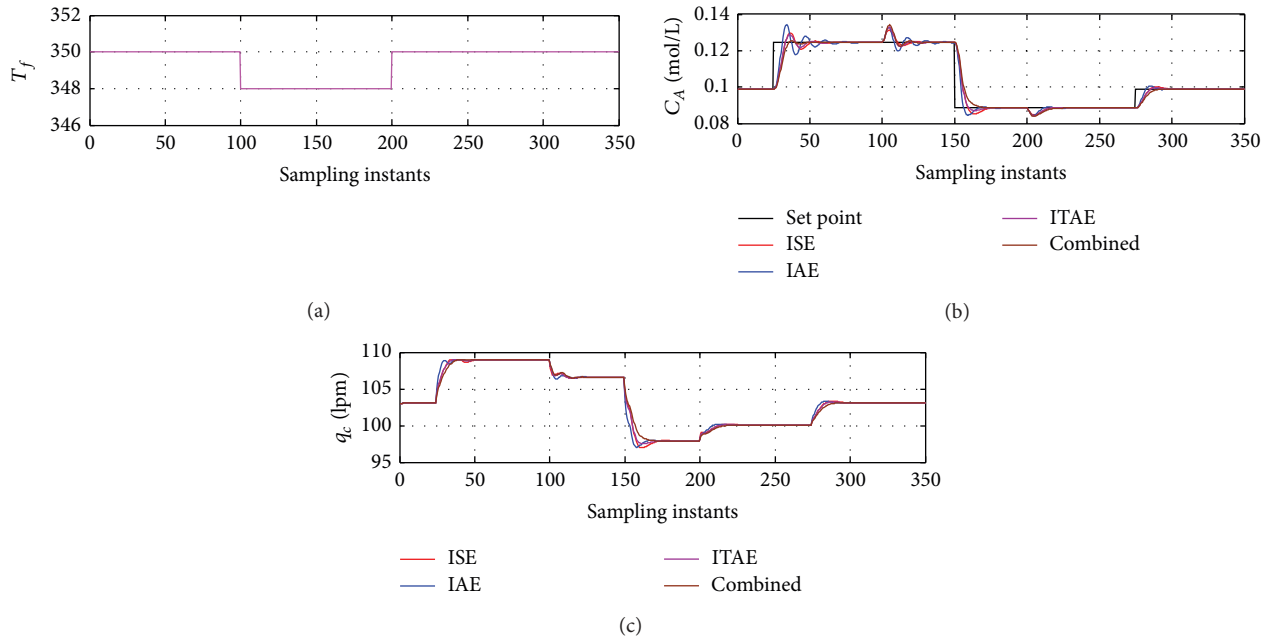 352
350
348
346
T_f
0 50 100 150 200 250 300 350
Sampling instants
(a)
0.14
0.12
0.1
0.08
C_A (mol/L)
0 50 100 150 200 250 300 350
Sampling instants
Set point
ISE
IAE
ITAE
Combined
(b)
110
105
100
95
q_c (lpm)
0 50 100 150 200 250 300 350
Sampling instants
ISE
IAE
ITAE
Combined
(c)